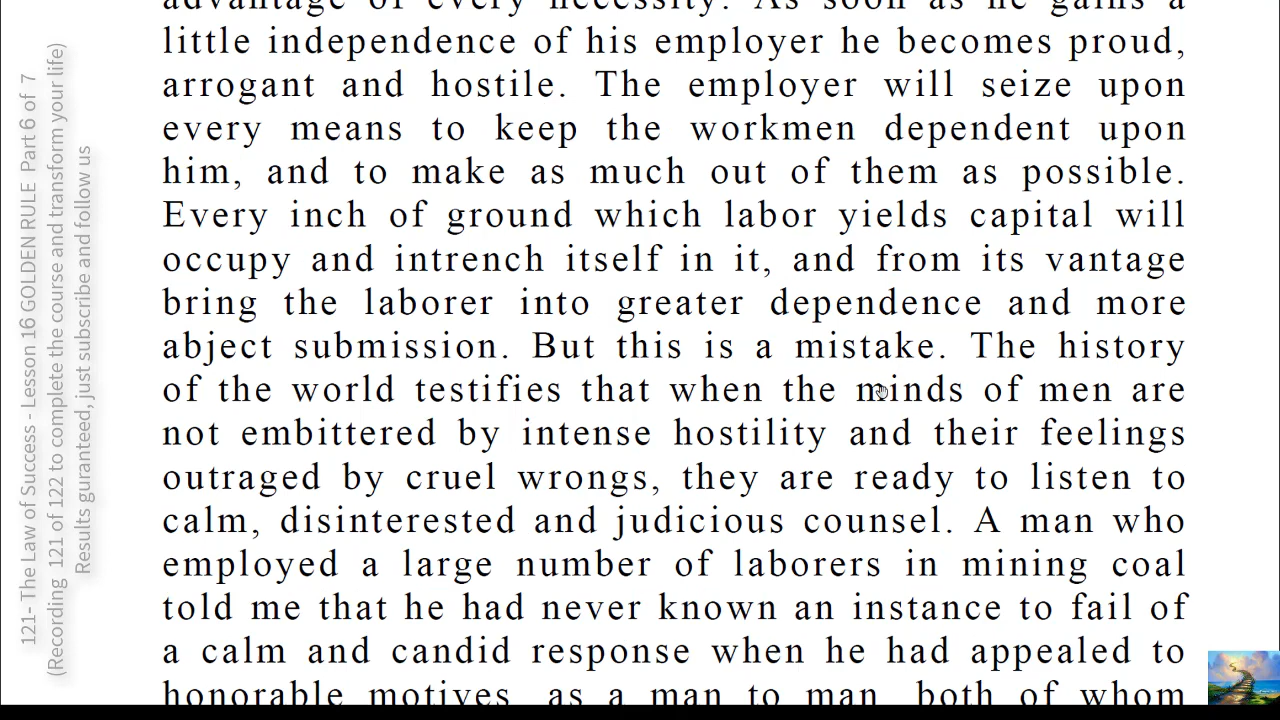 advantage of every necessity. As soon as he gains a
little independence of his employer he becomes proud,
arrogant and hostile. The employer will seize upon
every means to keep the workmen dependent upon
him, and to make as much out of them as possible.
Every inch of ground which labor yields capital will
occupy and intrench itself in it, and from its vantage
bring the laborer into greater dependence and more
abject submission. But this is a mistake. The history
of the world testifies that when the minds of men are
not embittered by intense hostility and their feelings
outraged by cruel wrongs, they are ready to listen to
calm, disinterested and judicious counsel. A man who
employed a large number of laborers in mining coal
told me that he had never known an instance to fail of
a calm and candid response when he had appealed to
honorable motives, as a man to man, both of whom
121 - The Law of Success - Lesson 16 GOLDEN RULE Part 6 of 7
(Recording 121 of 122 to complete the course and transform your life)
Results guranteed, just subscribe and follow us